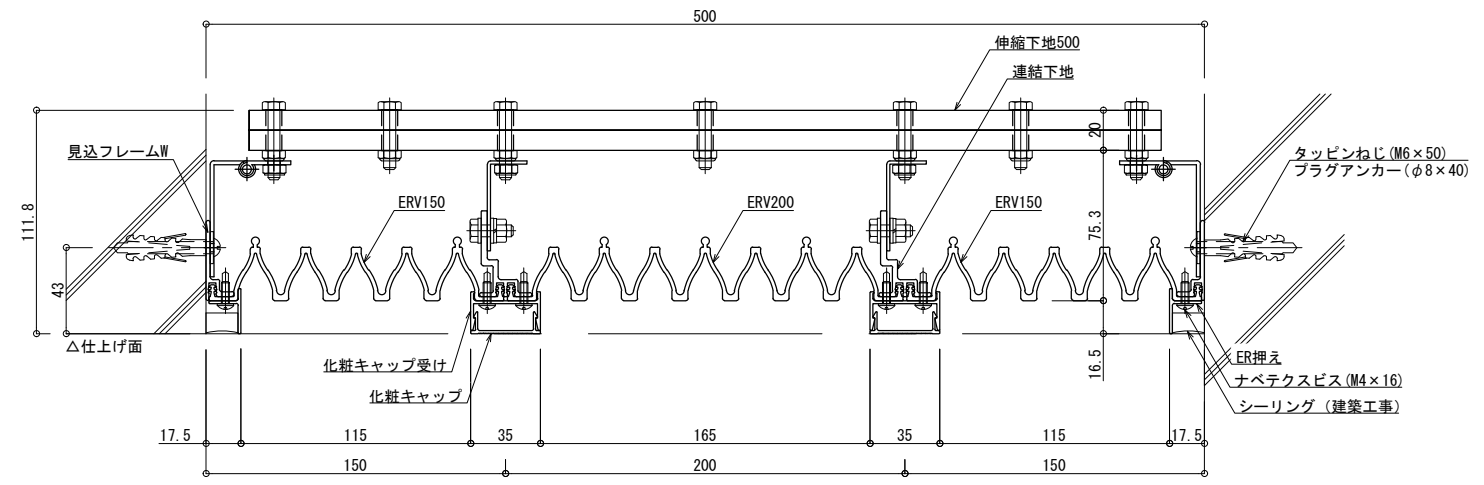 500
伸縮下地500
連結下地
20
見込フレームW
タッピンねじ(M6×50)
プラグアンカー(φ8×40)
ERV150
ERV200
ERV150
111.8
75.3
43
△仕上げ面
化粧キャップ受け
化粧キャップ
16.5
ER押え
ナベテクスビス(M4×16)
シーリング（建築工事）
17.5
115
35
165
35
115
17.5
150
200
150